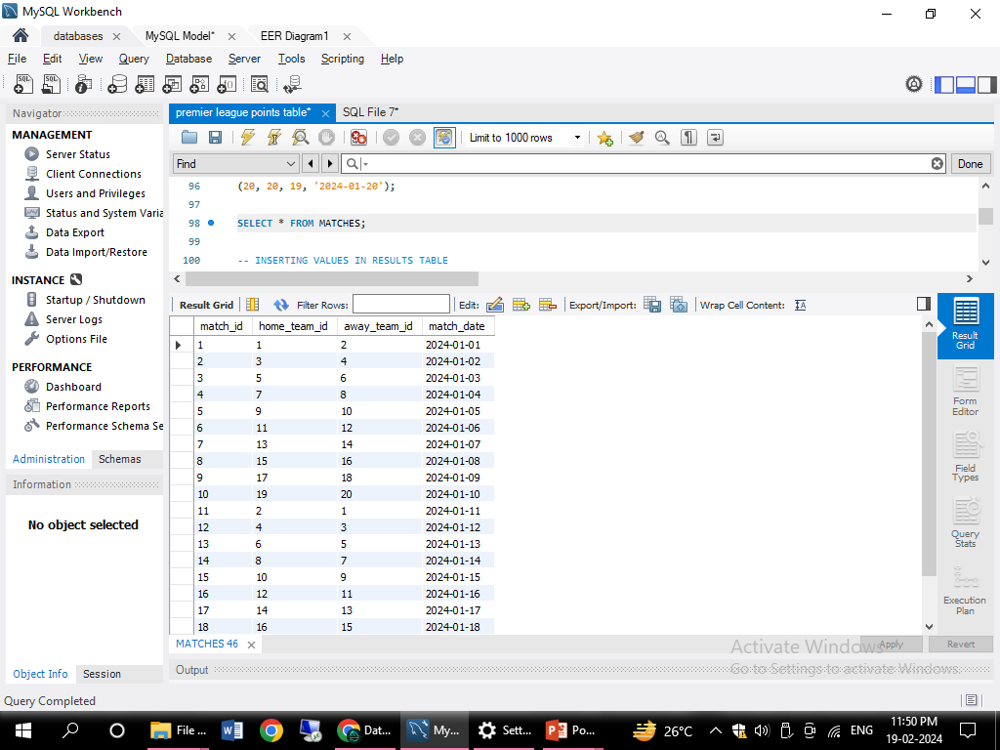 MySQL Workbench
databases × MySQL Model* × EER Diagram1 ×
File Edit View Query Database Server Tools Scripting Help
Navigator
MANAGEMENT
Server Status
Client Connections
Users and Privileges
Status and System Varia
Data Export
Data Import/Restore
INSTANCE
Startup / Shutdown
Server Logs
Options File
PERFORMANCE
Dashboard
Performance Reports
Performance Schema Se
Administration Schemas
Information
No object selected
Object Info Session
premier league points table* × SQL File 7*
Limit to 1000 rows
Find Done
96 (20, 20, 19, '2024-01-20');
97
98 SELECT * FROM MATCHES;
99
100 -- INSERTING VALUES IN RESULTS TABLE
Result Grid Filter Rows: Edit: Export/Import: Wrap Cell Content:
match_id home_team_id away_team_id match_date
1 1 2 2024-01-01
2 3 4 2024-01-02
3 5 6 2024-01-03
4 7 8 2024-01-04
5 9 10 2024-01-05
6 11 12 2024-01-06
7 13 14 2024-01-07
8 15 16 2024-01-08
9 17 18 2024-01-09
10 19 20 2024-01-10
11 2 1 2024-01-11
12 4 3 2024-01-12
13 6 5 2024-01-13
14 8 7 2024-01-14
15 10 9 2024-01-15
16 12 11 2024-01-16
17 14 13 2024-01-17
18 16 15 2024-01-18
Result
Grid
Form
Editor
Field
Types
Query
Stats
Execution
Plan
MATCHES 46 ×
Apply Revert
Activate Windows
Go to Settings to activate Windows.
Output
Query Completed
File ... Dat... My... Sett... Po... 26°C ENG
11:50 PM
19-02-2024